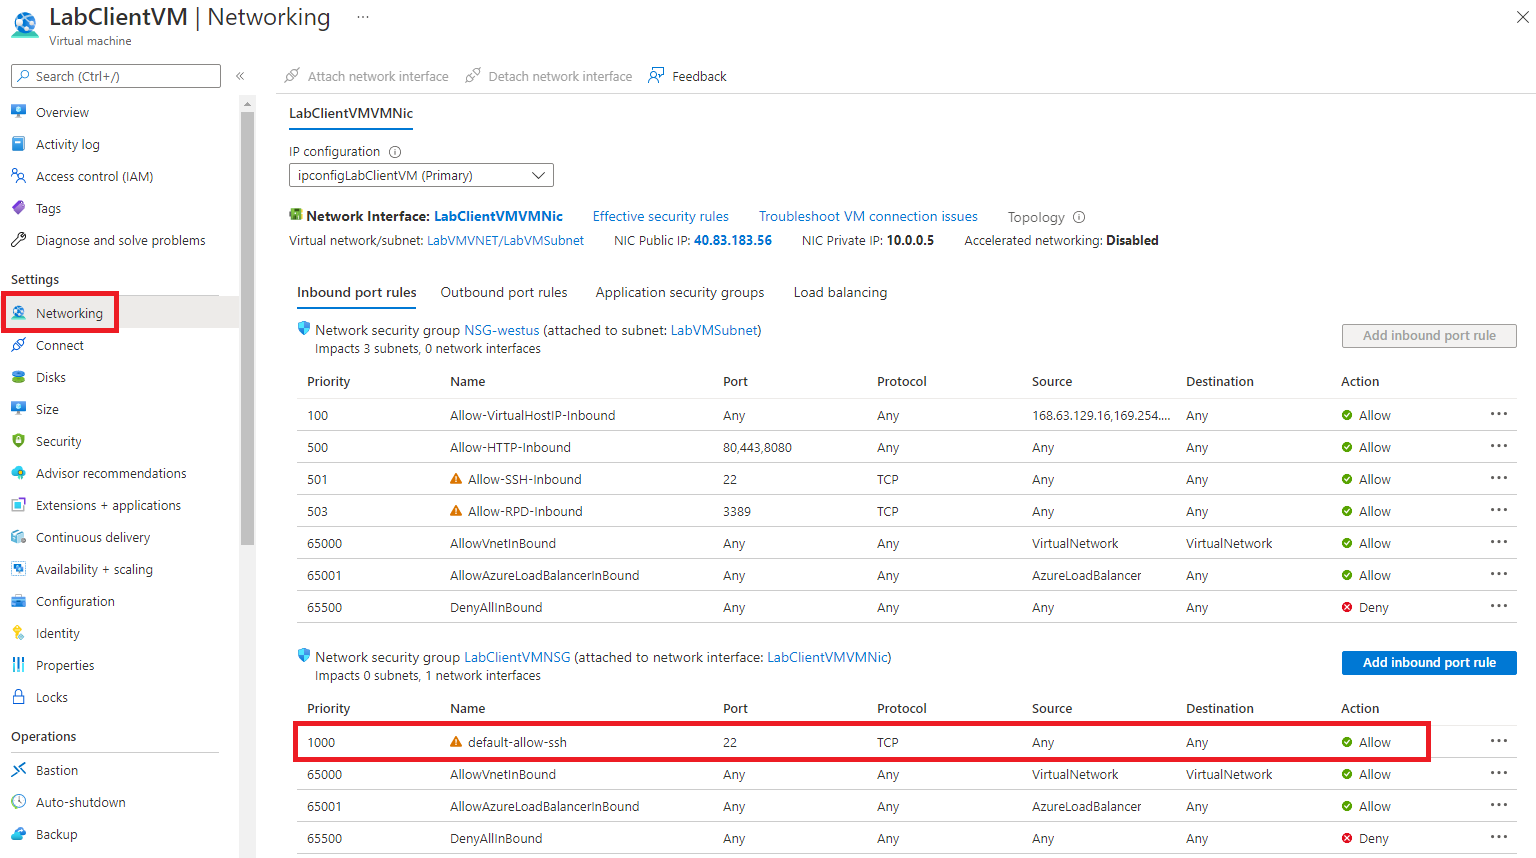 LabClientVM | Networking ...
Virtual machine
Search (Ctrl+/) «
Attach network interface Detach network interface Feedback
Overview
Activity log
Access control (IAM)
Tags
Diagnose and solve problems
Settings
Networking
Connect
Disks
Size
Security
Advisor recommendations
Extensions + applications
Continuous delivery
Availability + scaling
Configuration
Identity
Properties
Locks
Operations
Bastion
Auto-shutdown
Backup
LabClientVMVMNic
IP configuration
ipconfigLabClientVM (Primary)
Network Interface: LabClientVMVMNic Effective security rules Troubleshoot VM connection issues Topology
Virtual network/subnet: LabVMVNET/LabVMSubnet NIC Public IP: 40.83.183.56 NIC Private IP: 10.0.0.5 Accelerated networking: Disabled
Inbound port rules Outbound port rules Application security groups Load balancing
Network security group NSG-westus (attached to subnet: LabVMSubnet)
Impacts 3 subnets, 0 network interfaces
Add inbound port rule
Priority Name Port Protocol Source Destination Action
100 Allow-VirtualHostIP-Inbound Any Any 168.63.129.16,169.254.... Any Allow ...
500 Allow-HTTP-Inbound 80,443,8080 Any Any Any Allow ...
501 Allow-SSH-Inbound 22 TCP Any Any Allow ...
503 Allow-RPD-Inbound 3389 TCP Any Any Allow ...
65000 AllowVnetInBound Any Any VirtualNetwork VirtualNetwork Allow ...
65001 AllowAzureLoadBalancerInBound Any Any AzureLoadBalancer Any Allow ...
65500 DenyAllInBound Any Any Any Any Deny ...
Network security group LabClientVMNSG (attached to network interface: LabClientVMVMNic)
Impacts 0 subnets, 1 network interfaces
Add inbound port rule
Priority Name Port Protocol Source Destination Action
1000 default-allow-ssh 22 TCP Any Any Allow ...
65000 AllowVnetInBound Any Any VirtualNetwork VirtualNetwork Allow ...
65001 AllowAzureLoadBalancerInBound Any Any AzureLoadBalancer Any Allow ...
65500 DenyAllInBound Any Any Any Any Deny ...